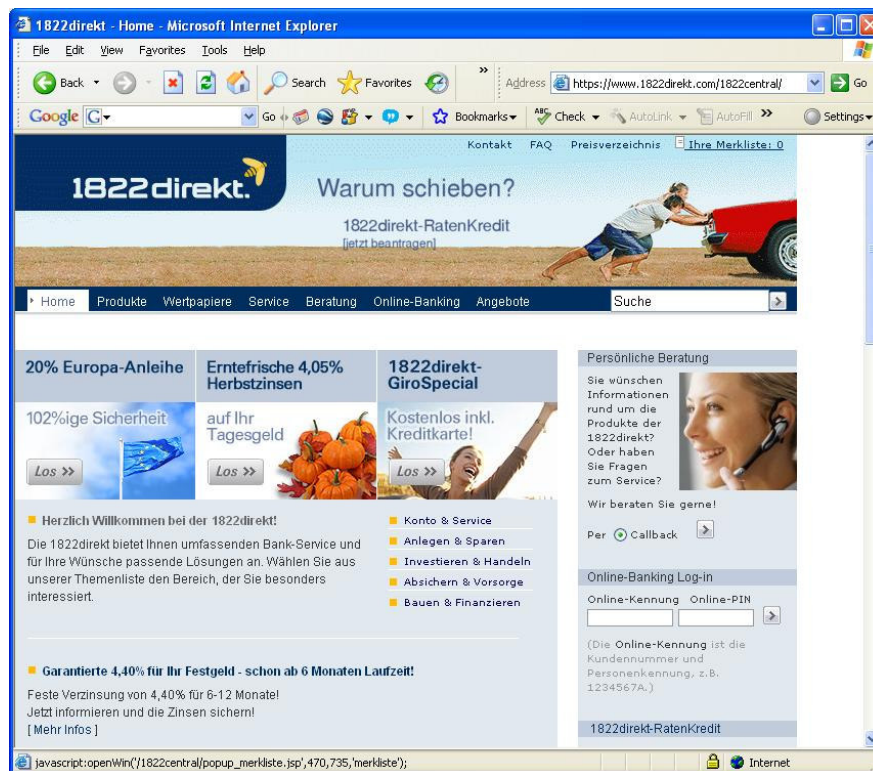 1822direkt - Home - Microsoft Internet Explorer
File Edit View Favorites Tools Help
Back Search Favorites » Address https://www.1822direkt.com/1822central/ Go
Google G Go Bookmarks ABC Check AutoLink AutoFill » Settings
Kontakt FAQ Preisverzeichnis Ihre Merkliste: 0
1822direkt.
Warum schieben?
1822direkt-RatenKredit
[jetzt beantragen]
Home Produkte Wertpapiere Service Beratung Online-Banking Angebote Suche
20% Europa-Anleihe
102%ige Sicherheit
Los »
Erntefrische 4,05%
Herbstzinsen
auf Ihr
Tagesgeld
Los »
1822direkt-
GiroSpecial
Kostenlos inkl.
Kreditkarte!
Los »
Herzlich Willkommen bei der 1822direkt!
Die 1822direkt bietet Ihnen umfassenden Bank-Service und
für Ihre Wünsche passende Lösungen an. Wählen Sie aus
unserer Themenliste den Bereich, der Sie besonders
interessiert.
Konto & Service
Anlegen & Sparen
Investieren & Handeln
Absichern & Vorsorge
Bauen & Finanzieren
Garantierte 4,40% für Ihr Festgeld - schon ab 6 Monaten Laufzeit!
Feste Verzinsung von 4,40% für 6-12 Monate!
Jetzt informieren und die Zinsen sichern!
[ Mehr Infos ]
Persönliche Beratung
Sie wünschen
Informationen
rund um die
Produkte der
1822direkt?
Oder haben
Sie Fragen
zum Service?
Wir beraten Sie gerne!
Per Callback
Online-Banking Log-in
Online-Kennung Online-PIN
(Die Online-Kennung ist die
Kundennummer und
Personenkennung, z.B.
1234567A.)
1822direkt-RatenKredit
javascript:openWin('/1822central/popup_merkliste.jsp',470,735,'merkliste'); Internet